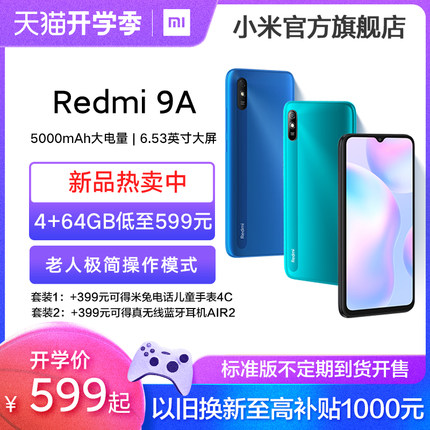 天猫开学季 mi 小米官方旗舰店
Redmi 9A
5000mAh大电量 | 6.53英寸大屏
新品热卖中
4+64GB低至599元
老人极简操作模式
套装1：+399元可得米兔电话儿童手表4C
套装2：+399元可得真无线蓝牙耳机AIR2
Redmi
Redmi
开学价
¥599起
标准版不定期到货开售
以旧换新至高补贴1000元